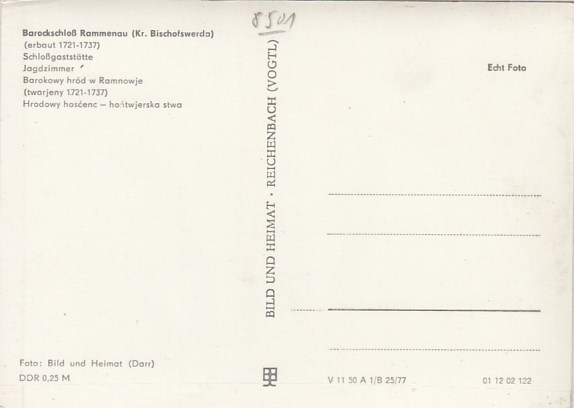 8501
Barockschloß Rammenau (Kr. Bischofswerda)
(erbaut 1721-1737)
Schloßgaststätte
Jagdzimmer
Barokowy hród w Ramnowje
(twarjeny 1721-1737)
Hrodowy hosćenc – hońtwjerska stwa
Echt Foto
BILD UND HEIMAT · REICHENBACH (VOGTL)
Foto: Bild und Heimat (Darr)
DDR 0,25 M
V 11 50 A 1/B 25/77
01 12 02 122